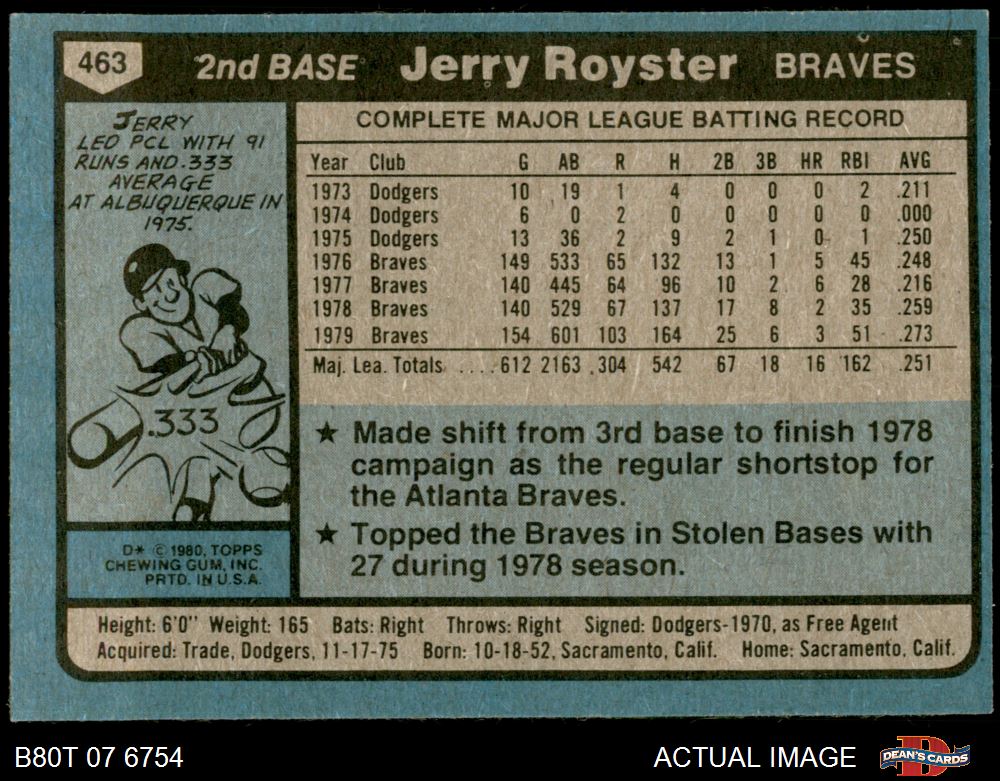 463 2nd BASE Jerry Royster BRAVES
JERRY
LED PCL WITH 91
RUNS AND .333
AVERAGE
AT ALBUQUERQUE IN
1975.
.333
D* © 1980, TOPPS
CHEWING GUM, INC.
PRTD. IN U.S.A.
COMPLETE MAJOR LEAGUE BATTING RECORD
Year Club G AB R H 2B 3B HR RBI AVG
1973 Dodgers 10 19 1 4 0 0 0 2 .211
1974 Dodgers 6 0 2 0 0 0 0 0 .000
1975 Dodgers 13 36 2 9 2 1 0 1 .250
1976 Braves 149 533 65 132 13 1 5 45 .248
1977 Braves 140 445 64 96 10 2 6 28 .216
1978 Braves 140 529 67 137 17 8 2 35 .259
1979 Braves 154 601 103 164 25 6 3 51 .273
Maj. Lea. Totals .... 612 2163 304 542 67 18 16 162 .251
★ Made shift from 3rd base to finish 1978
campaign as the regular shortstop for
the Atlanta Braves.
★ Topped the Braves in Stolen Bases with
27 during 1978 season.
Height: 6'0" Weight: 165 Bats: Right Throws: Right Signed: Dodgers-1970, as Free Agent
Acquired: Trade, Dodgers, 11-17-75 Born: 10-18-52, Sacramento, Calif. Home: Sacramento, Calif.
B80T 07 6754 ACTUAL IMAGE DEAN'S CARDS